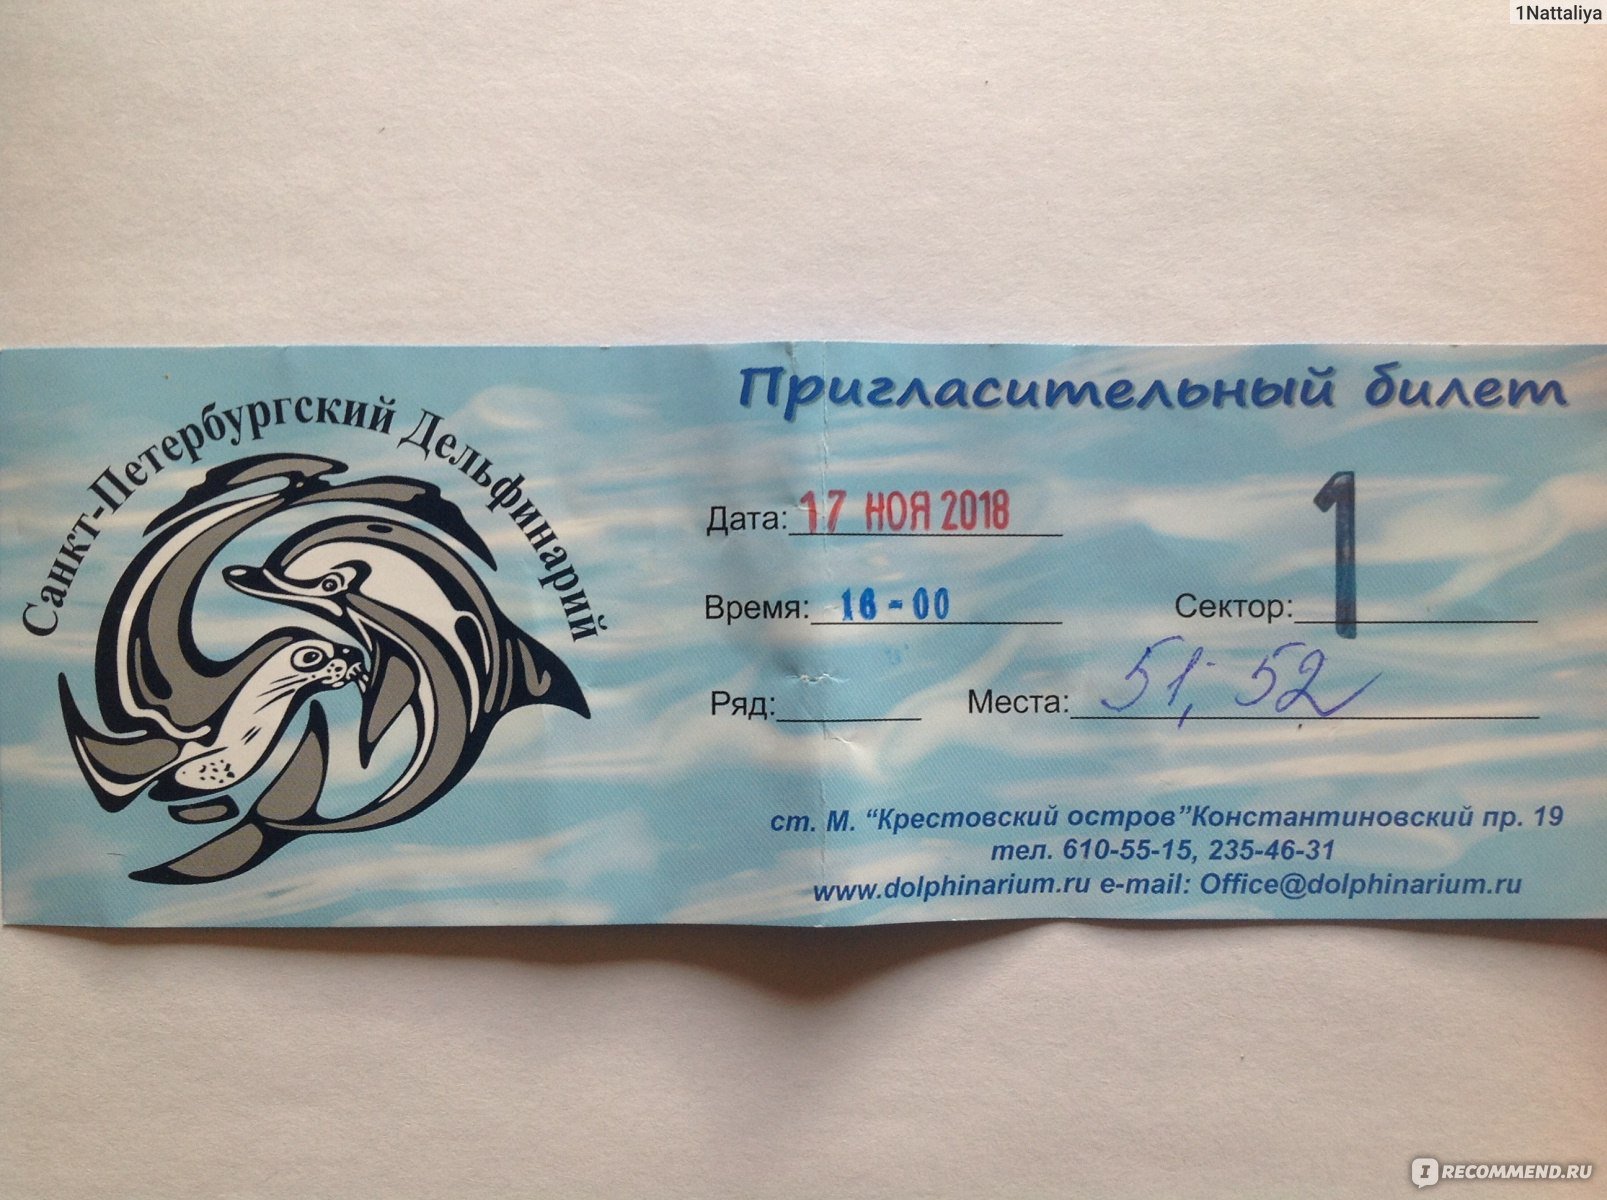 1Nattaliya
Санкт-Петербургский Дельфинарий
Пригласительный билет
Дата: 17 НОЯ 2018
Время: 16-00
Сектор: 1
Ряд:
Места: 51, 52
ст. М. “Крестовский остров”Константиновский пр. 19
тел. 610-55-15, 235-46-31
www.dolphinarium.ru e-mail: Office@dolphinarium.ru
IRECOMMEND.RU